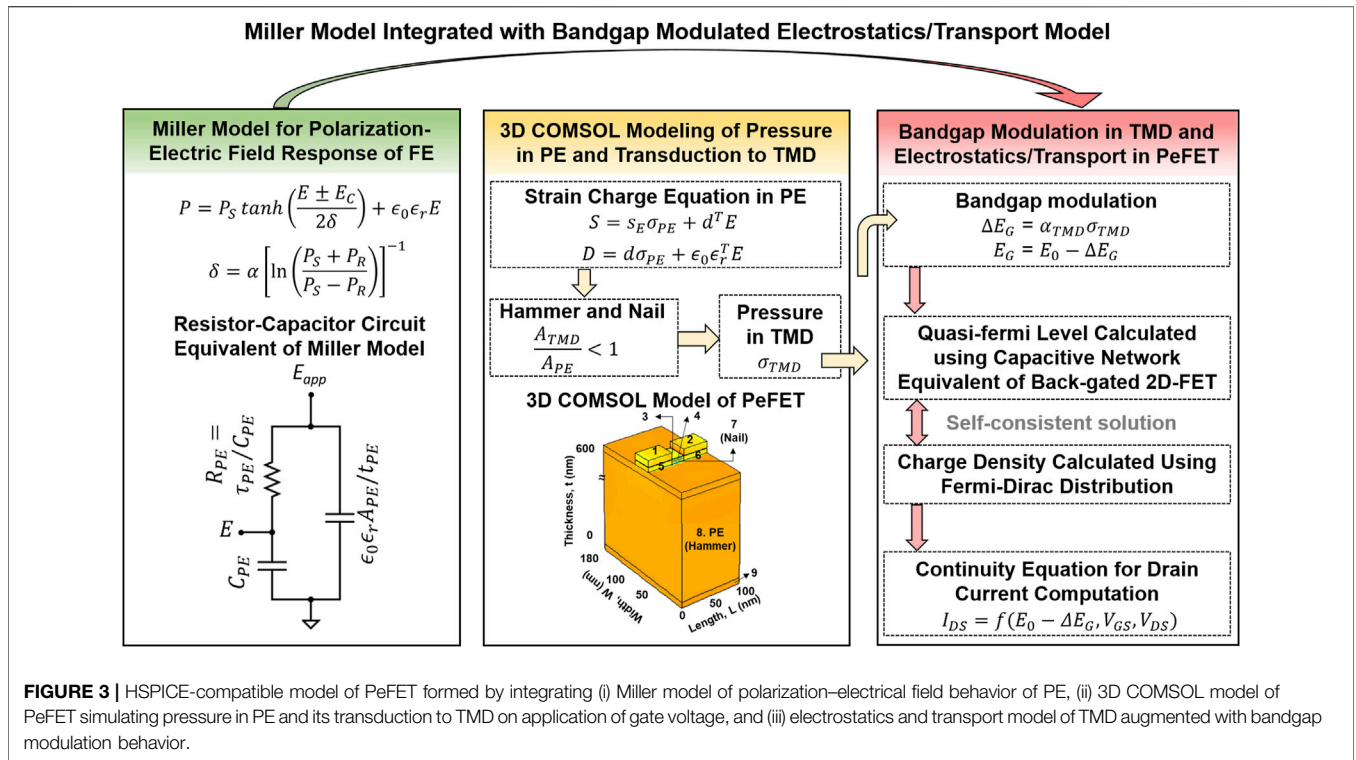 Miller Model Integrated with Bandgap Modulated Electrostatics/Transport Model
Miller Model for Polarization-
Electric Field Response of FE
P = P_S tanh((E ± E_C)/(2δ)) + ϵ_0ϵ_rE
δ = α[ln((P_S + P_R)/(P_S − P_R))]^−1
Resistor-Capacitor Circuit
Equivalent of Miller Model
E_app
R_PE =
τ_PE/C_PE
E
C_PE
ϵ_0ϵ_rA_PE/t_PE
3D COMSOL Modeling of Pressure
in PE and Transduction to TMD
Strain Charge Equation in PE
S = s_Eσ_PE + d^TE
D = dσ_PE + ϵ_0ϵ_r^TE
Hammer and Nail
A_TMD/A_PE < 1
Pressure
in TMD
σ_TMD
3D COMSOL Model of PeFET
3
4
7
(Nail)
1
2
5
6
600
Thickness, t (nm)
0
8. PE
(Hammer)
9
180
100
50
Width, W (nm)
0
50
100
Length, L (nm)
Bandgap Modulation in TMD and
Electrostatics/Transport in PeFET
Bandgap modulation
ΔE_G = α_TMDσ_TMD
E_G = E_0 − ΔE_G
Quasi-fermi Level Calculated
using Capacitive Network
Equivalent of Back-gated 2D-FET
Self-consistent solution
Charge Density Calculated Using
Fermi-Dirac Distribution
Continuity Equation for Drain
Current Computation
I_DS = f(E_0 − ΔE_G, V_GS, V_DS)
FIGURE 3 | HSPICE-compatible model of PeFET formed by integrating (i) Miller model of polarization–electrical field behavior of PE, (ii) 3D COMSOL model of
PeFET simulating pressure in PE and its transduction to TMD on application of gate voltage, and (iii) electrostatics and transport model of TMD augmented with bandgap
modulation behavior.